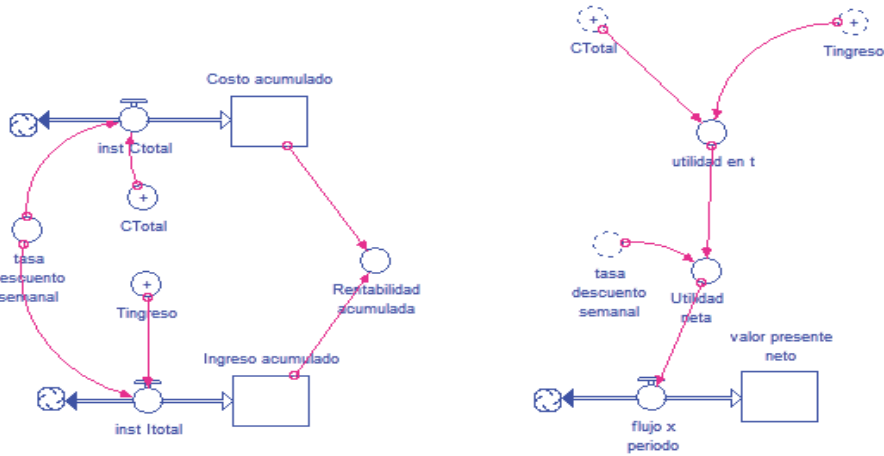 CTotal
Tingreso
Costo acumulado
inst Ctotal
utilidad en t
CTotal
tasa
descuento
semanal
Tingreso
Rentabilidad
acumulada
tasa
descuento
semanal
Utilidad
neta
Ingreso acumulado
valor presente
neto
inst Itotal
flujo x
periodo